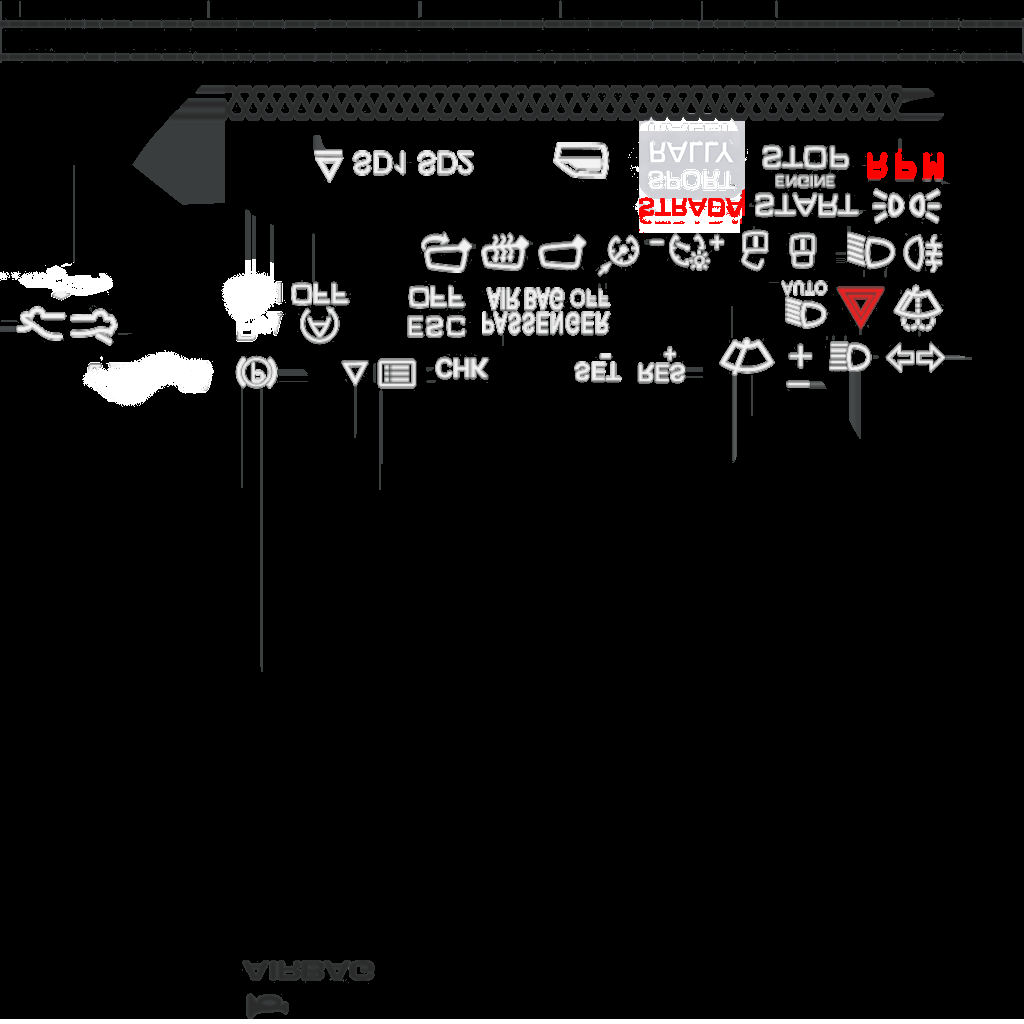 SD1 SD2
STRADA
SPORT
RALLY
START
ENGINE
STOP
RPM
OFF
ESC
OFF
PASSENGER
AIR BAG OFF
AUTO
A
P
CHK
SET -
RES +
AIRBAG